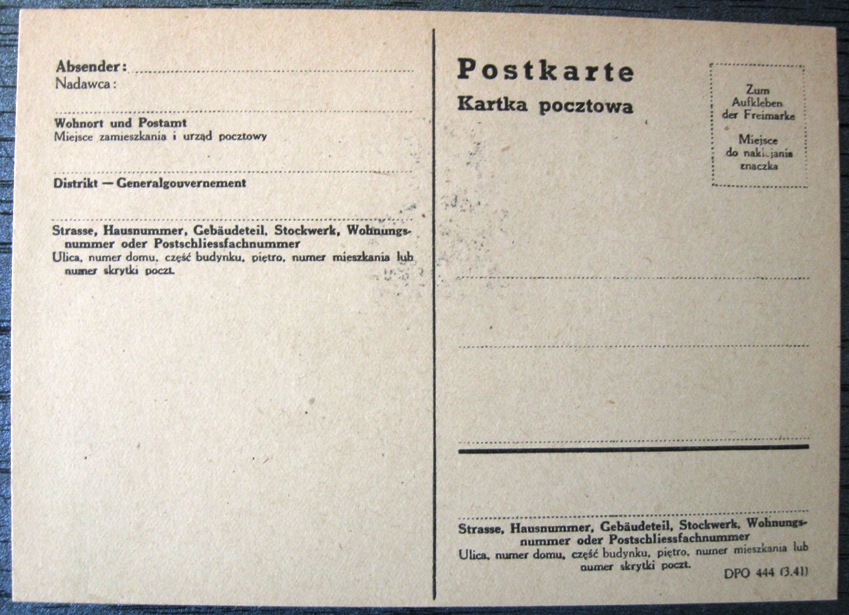 Absender:
Nadawca:
Wohnort und Postamt
Miejsce zamieszkania i urząd pocztowy
Distrikt — Generalgouvernement
Strasse, Hausnummer, Gebäudeteil, Stockwerk, Wohnungs-
nummer oder Postschliessfachnummer
Ulica, numer domu, część budynku, piętro, numer mieszkania lub
numer skrytki poczt.
Postkarte
Kartka pocztowa
Zum
Aufkleben
der Freimarke
Miejsce
do naklejania
znaczka
Strasse, Hausnummer, Gebäudeteil, Stockwerk, Wohnungs-
nummer oder Postschliessfachnummer
Ulica, numer domu, część budynku, piętro, numer mieszkania lub
numer skrytki poczt.
DPO 444 (3.41)